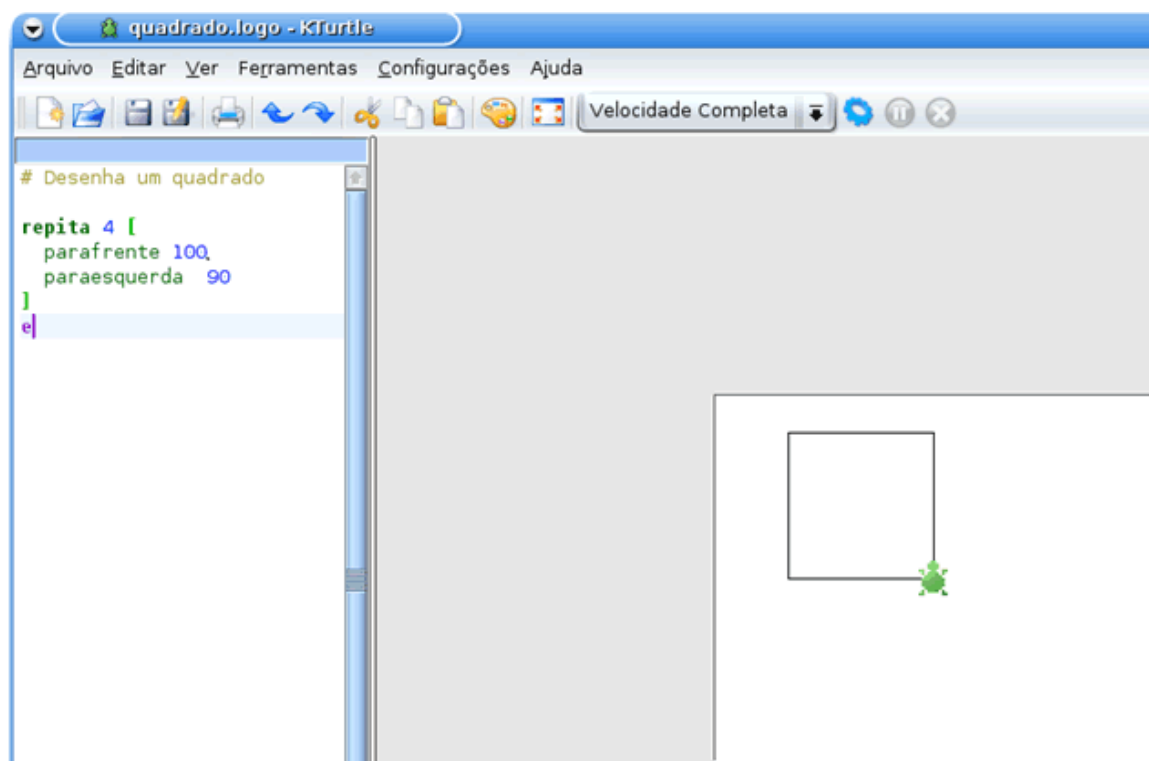 quadrado.logo - KTurtle
Arquivo Editar Ver Ferramentas Configurações Ajuda
Velocidade Completa
# Desenha um quadrado
repita 4 [
parafrente 100
paraesquerda 90
]
e